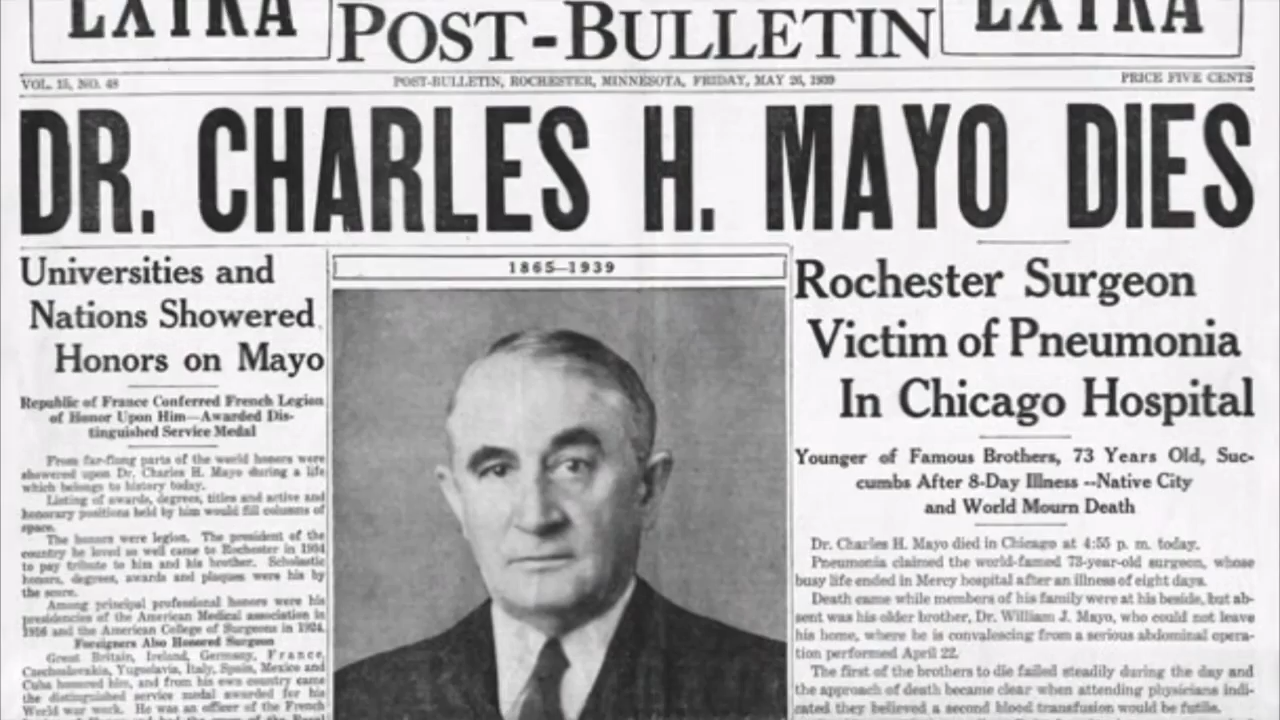 EXTRA
POST-BULLETIN
EXTRA
VOL. 15, NO. 48
POST-BULLETIN, ROCHESTER, MINNESOTA, FRIDAY, MAY 26, 1939
PRICE FIVE CENTS
DR. CHARLES H. MAYO DIES
Universities and
Nations Showered
Honors on Mayo
Republic of France Conferred French Legion
of Honor Upon Him—Awarded Dis-
tinguished Service Medal
From far-flung parts of the world honors were
showered upon Dr. Charles H. Mayo during a life
which belongs to history today.
Listing of awards, degrees, titles and active and
honorary positions held by him would fill columns of
space.
The honors were legion. The president of the
country he loved so well came to Rochester in 1934
to pay tribute to him and his brother. Scholastic
honors, degrees, awards and plaques were his by
the score.
Among principal professional honors were his
presidencies of the American Medical association in
1916 and the American College of Surgeons in 1924.
Foreigners Also Honored Surgeon
Great Britain, Ireland, Germany, France,
Czechoslovakia, Yugoslavia, Italy, Spain, Mexico and
Cuba honored him, and from his own country came
the distinguished service medal awarded for his
World war work. He was an officer of the French
1865—1939
Rochester Surgeon
Victim of Pneumonia
In Chicago Hospital
Younger of Famous Brothers, 73 Years Old, Suc-
cumbs After 8-Day Illness --Native City
and World Mourn Death
Dr. Charles H. Mayo died in Chicago at 4:55 p. m. today.
Pneumonia claimed the world-famed 73-year-old surgeon, whose
busy life ended in Mercy hospital after an illness of eight days.
Death came while members of his family were at his beside, but ab-
sent was his older brother, Dr. William J. Mayo, who could not leave
his home, where he is convalescing from a serious abdominal opera-
tion performed April 22.
The first of the brothers to die failed steadily during the day and
the approach of death became clear when attending physicians indi-
cated they believed a second blood transfusion would be futile.